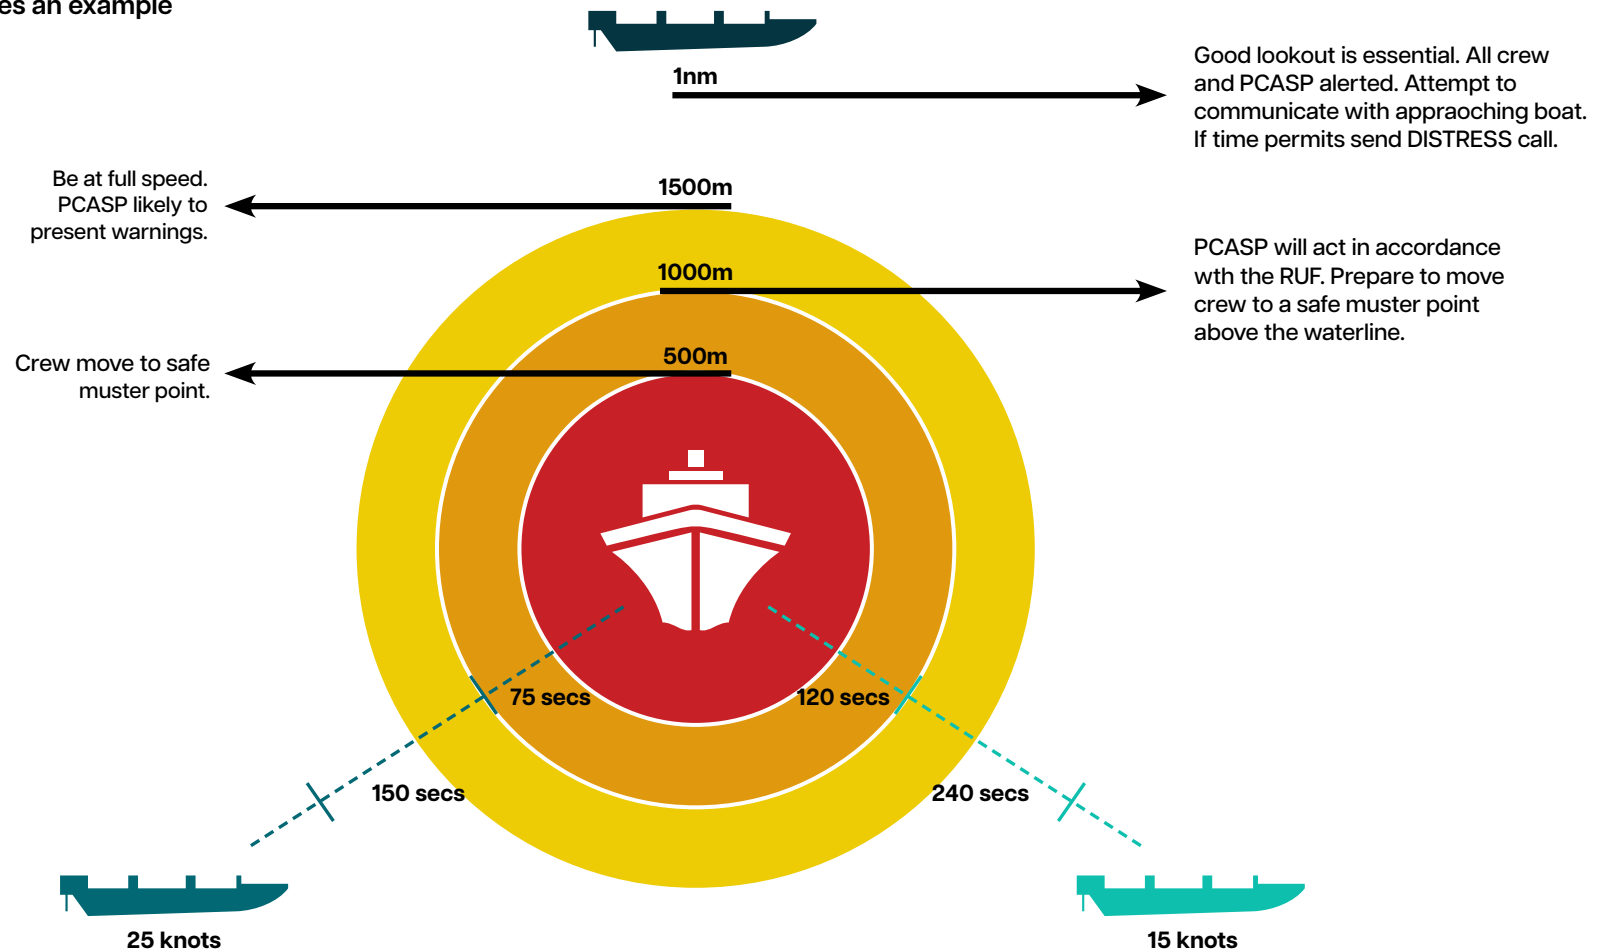 es an example
1nm
Good lookout is essential. All crew
and PCASP alerted. Attempt to
communicate with appraoching boat.
If time permits send DISTRESS call.
Be at full speed.
PCASP likely to
present warnings.
1500m
1000m
PCASP will act in accordance
wth the RUF. Prepare to move
crew to a safe muster point
above the waterline.
500m
Crew move to safe
muster point.
75 secs
120 secs
150 secs
240 secs
25 knots
15 knots